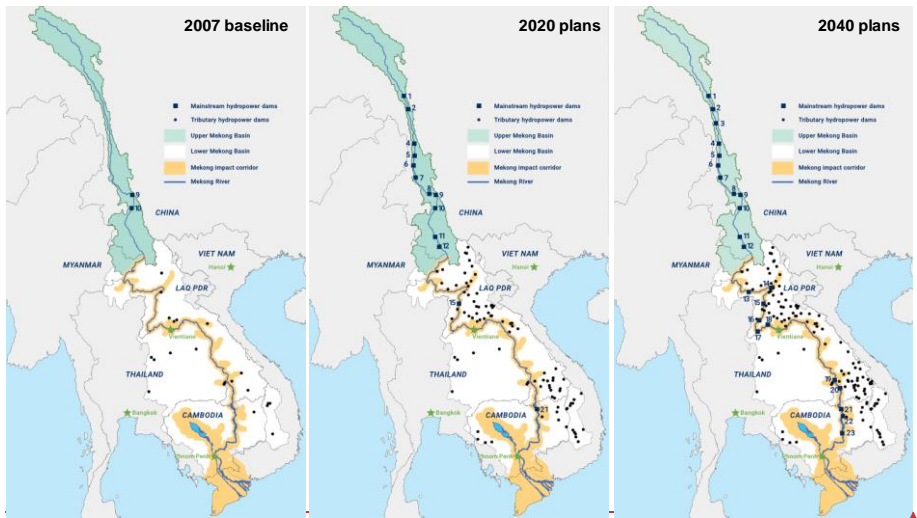 2007 baseline
Mainstream hydropower dams
Tributary hydropower dams
Upper Mekong Basin
Lower Mekong Basin
Mekong impact corridor
Mekong River
9
10
CHINA
VIET NAM
MYANMAR
Hanoi
LAO PDR
Vientiane
THAILAND
Bangkok
CAMBODIA
Phnom Penh
2020 plans
1
2
Mainstream hydropower dams
Tributary hydropower dams
4
Upper Mekong Basin
5
Lower Mekong Basin
6
Mekong impact corridor
7
Mekong River
8
9
10
CHINA
11
12
VIET NAM
MYANMAR
Hanoi
LAO PDR
15
Vientiane
THAILAND
21
Bangkok
CAMBODIA
Phnom Penh
2040 plans
1
2
Mainstream hydropower dams
3
Tributary hydropower dams
4
Upper Mekong Basin
5
Lower Mekong Basin
6
Mekong impact corridor
7
Mekong River
8
9
10
CHINA
11
12
VIET NAM
MYANMAR
Hanoi
14
LAO PDR
13
15
16
18
17
Vientiane
THAILAND
19
20
21
Bangkok
CAMBODIA
22
23
Phnom Penh